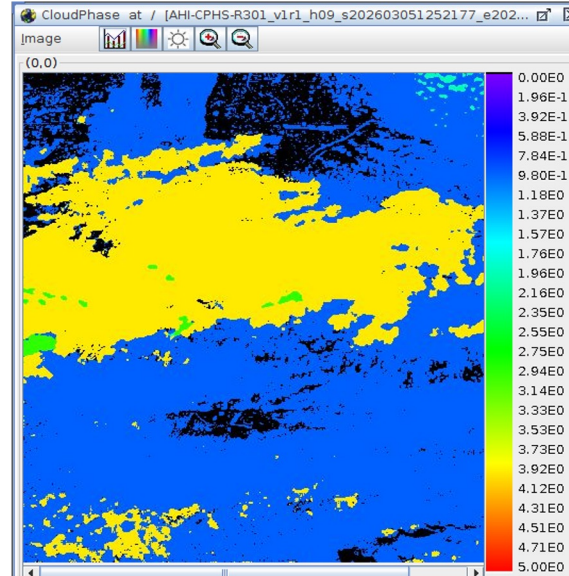 CloudPhase at / [AHI-CPHS-R301_v1r1_h09_s202603051252177_e202...
Image
(0,0)
0.00E0
1.96E-1
3.92E-1
5.88E-1
7.84E-1
9.80E-1
1.18E0
1.37E0
1.57E0
1.76E0
1.96E0
2.16E0
2.35E0
2.55E0
2.75E0
2.94E0
3.14E0
3.33E0
3.53E0
3.73E0
3.92E0
4.12E0
4.31E0
4.51E0
4.71E0
5.00E0